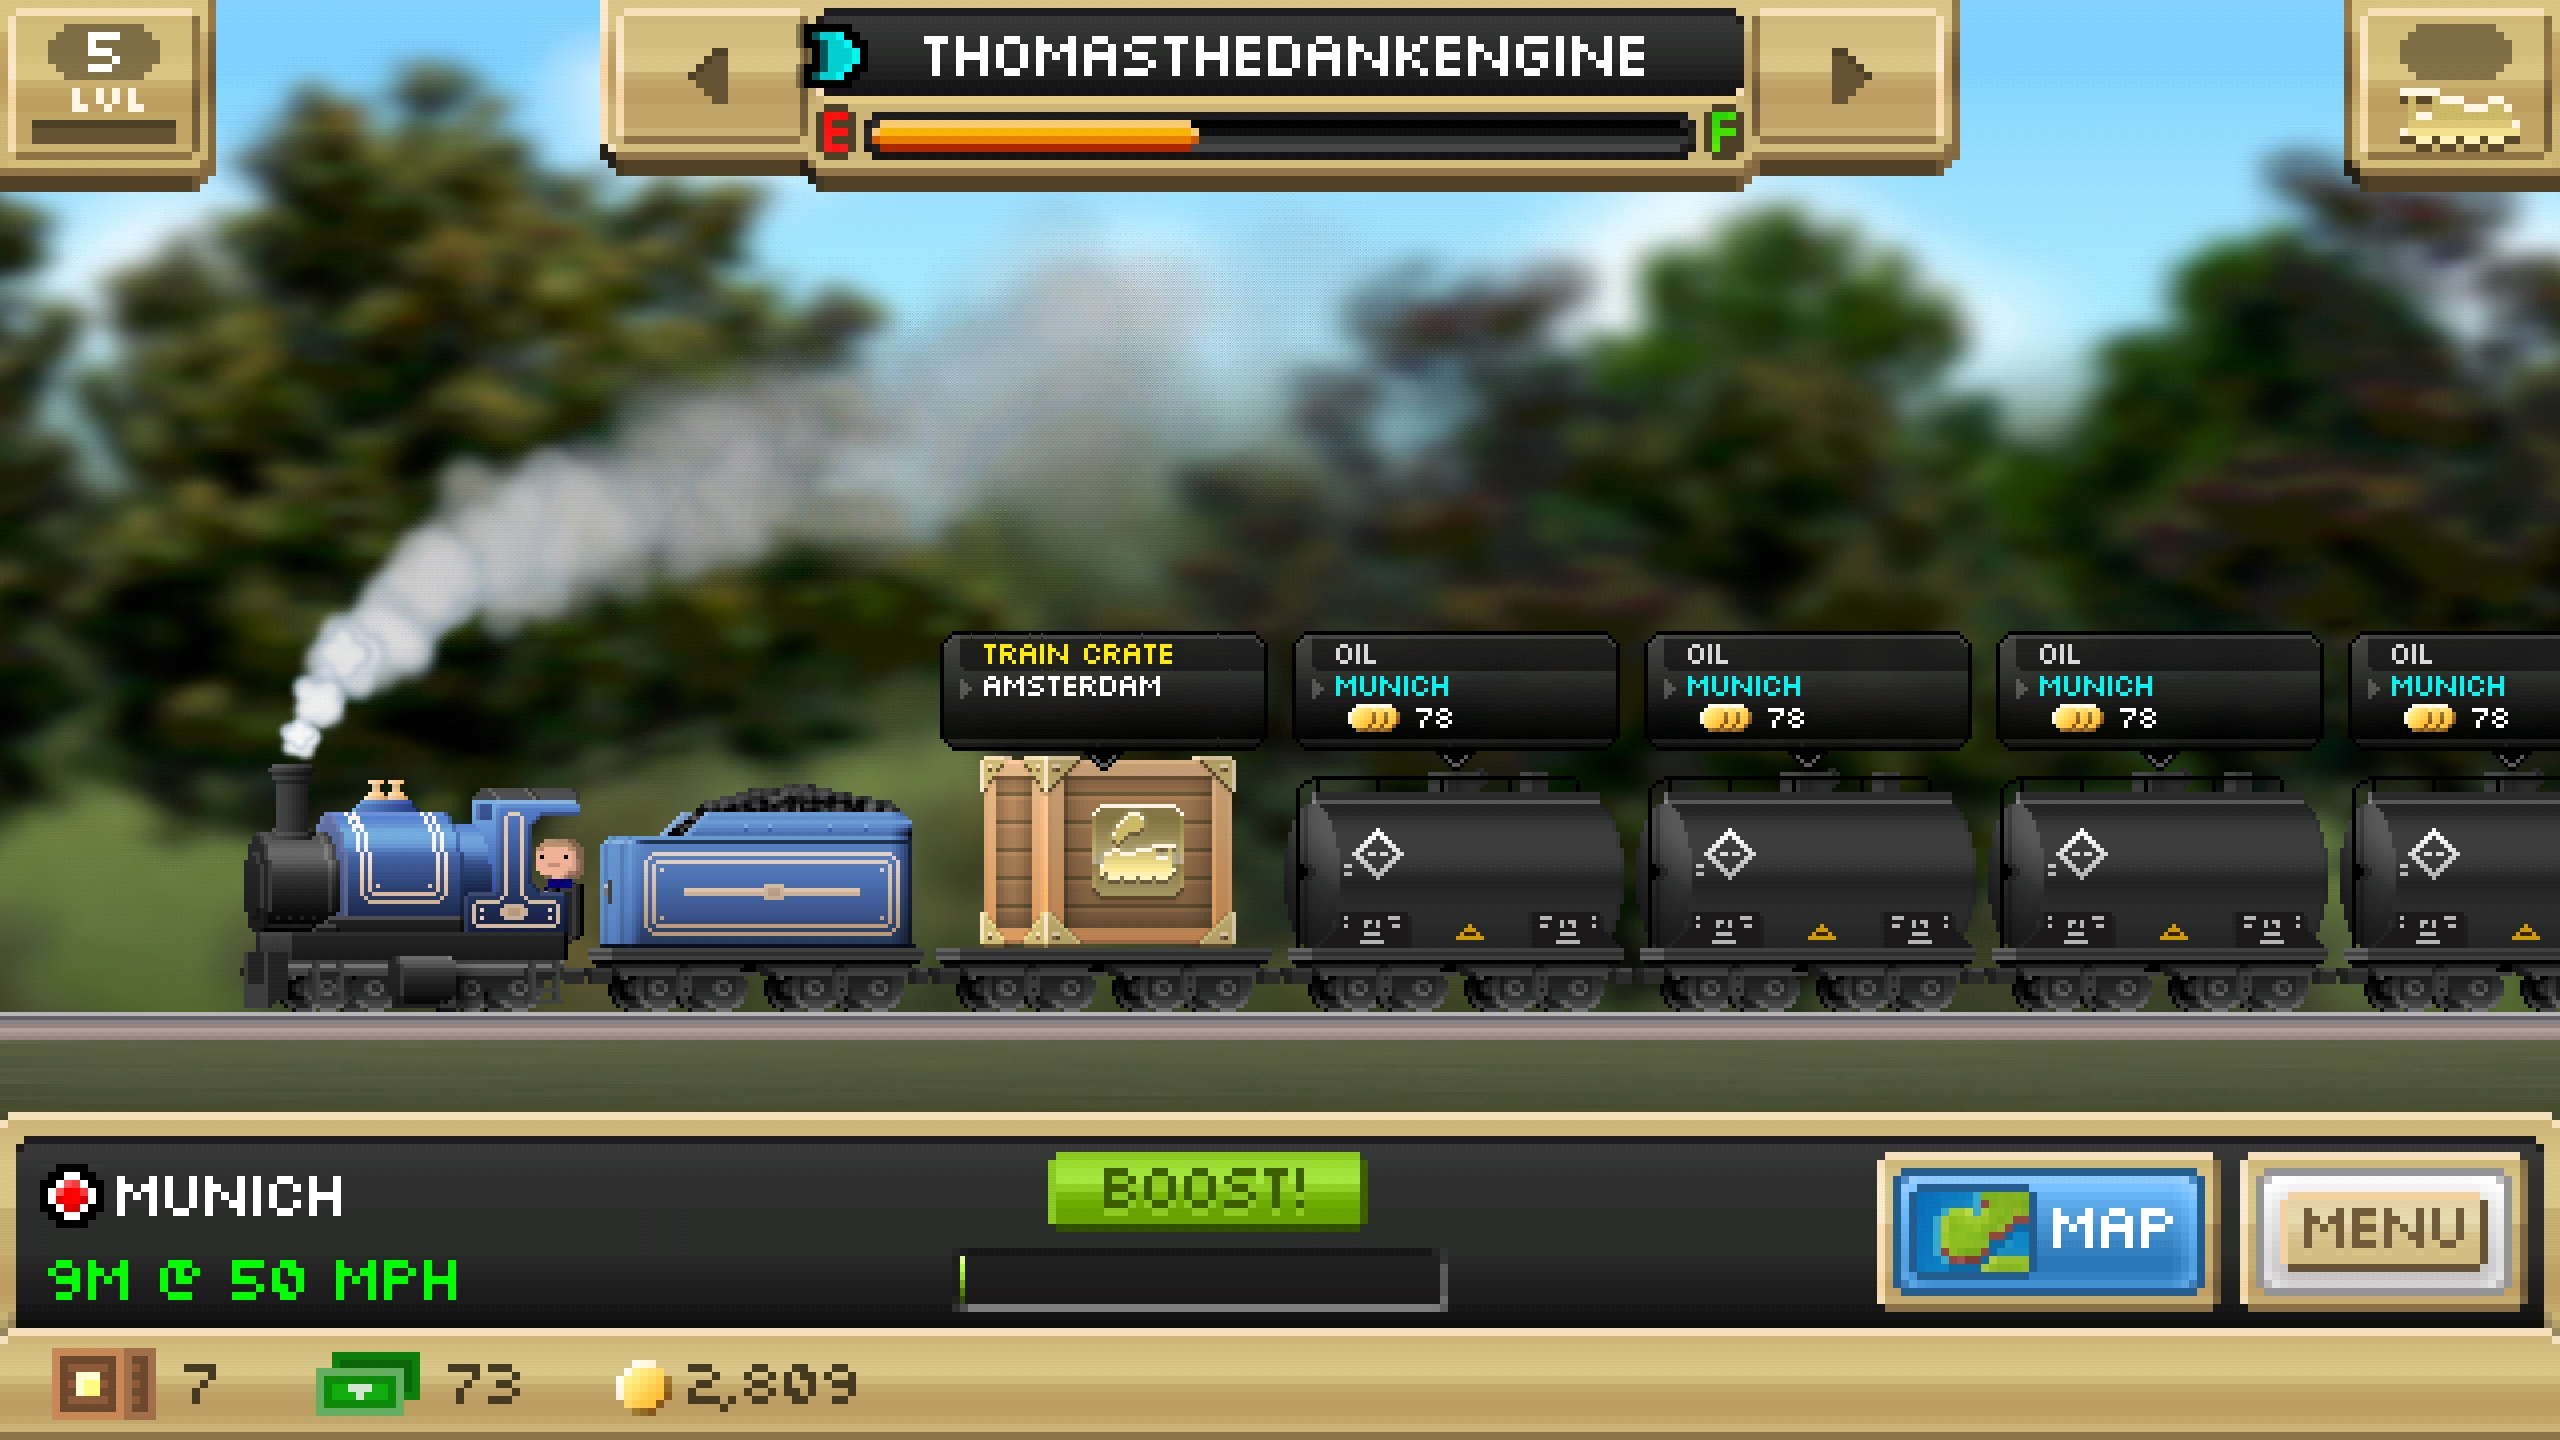 5
LVL
THOMASTHEDANKENGINE
E
F
TRAIN CRATE
AMSTERDAM
OIL
MUNICH
78
OIL
MUNICH
78
OIL
MUNICH
78
OIL
MUNICH
78
MUNICH
9M @ 50 MPH
BOOST!
MAP
MENU
7
73
2,809